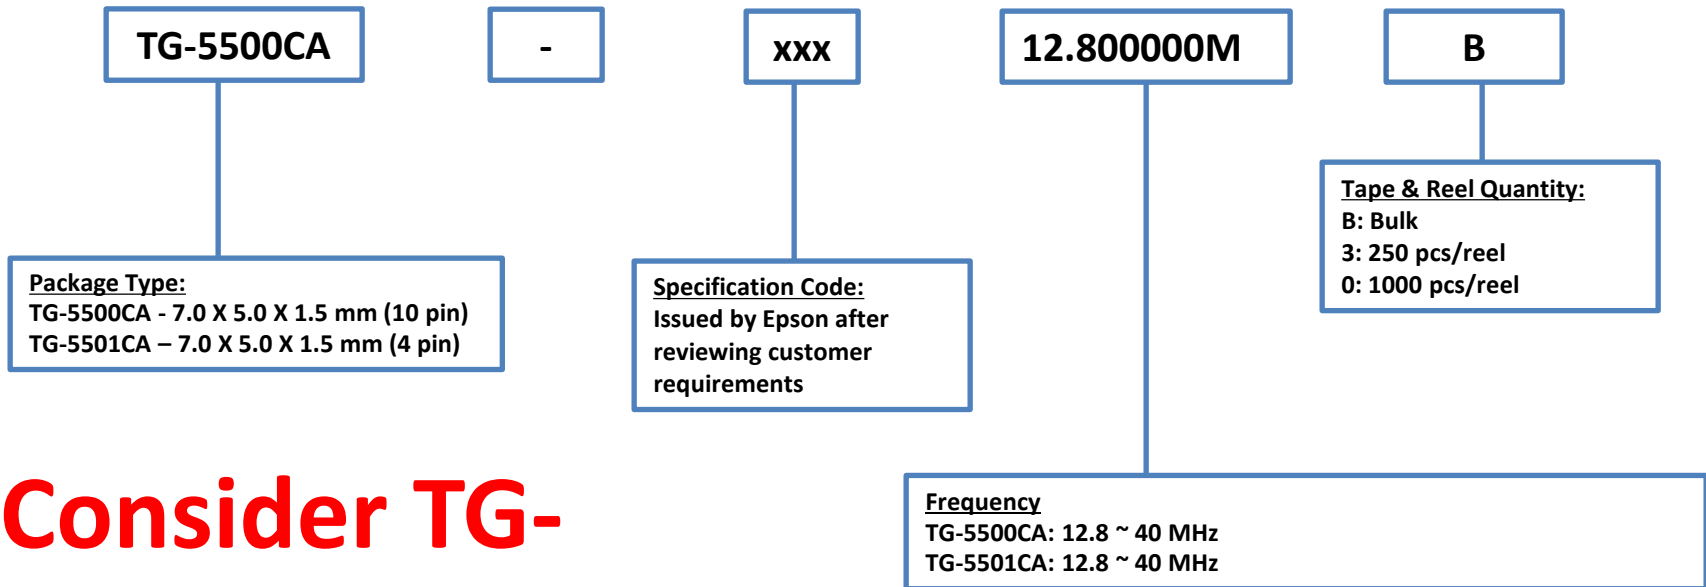 TG-5500CA - xxx 12.800000M B
Tape & Reel Quantity:
B: Bulk
3: 250 pcs/reel
0: 1000 pcs/reel
Package Type:
TG-5500CA - 7.0 X 5.0 X 1.5 mm (10 pin)
TG-5501CA – 7.0 X 5.0 X 1.5 mm (4 pin)
Specification Code:
Issued by Epson after
reviewing customer
requirements
Consider TG-
Frequency
TG-5500CA: 12.8 ~ 40 MHz
TG-5501CA: 12.8 ~ 40 MHz